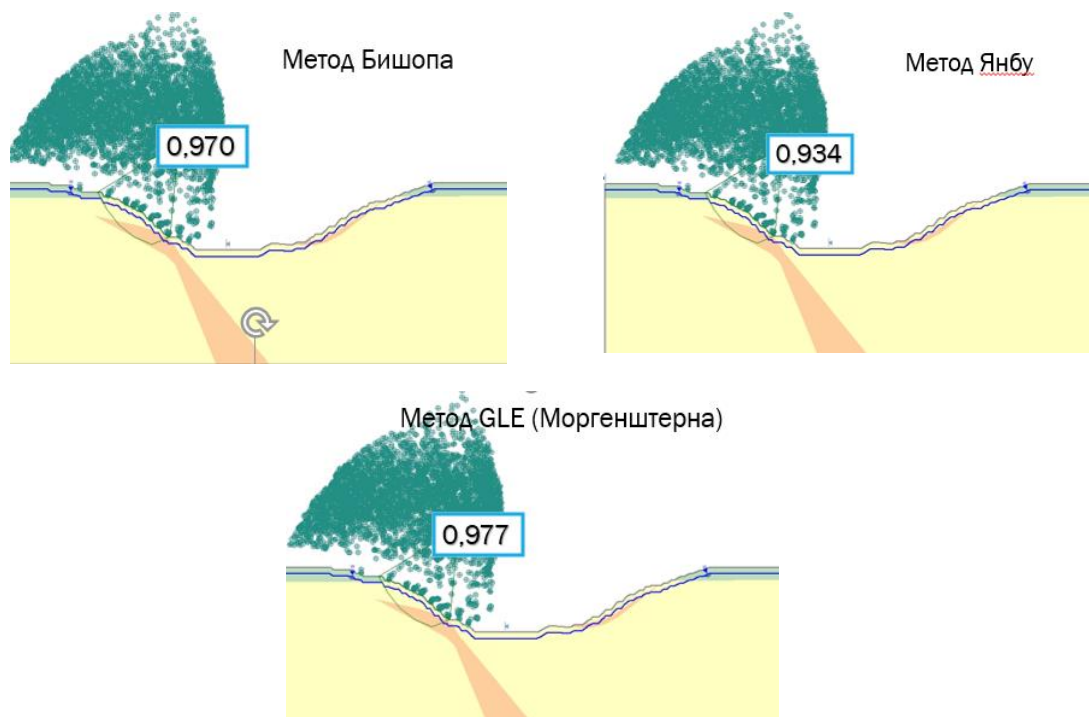 Метод Бишопа
Метод Янбу
0,970
0,934
Метод GLE (Моргенштерна)
0,977